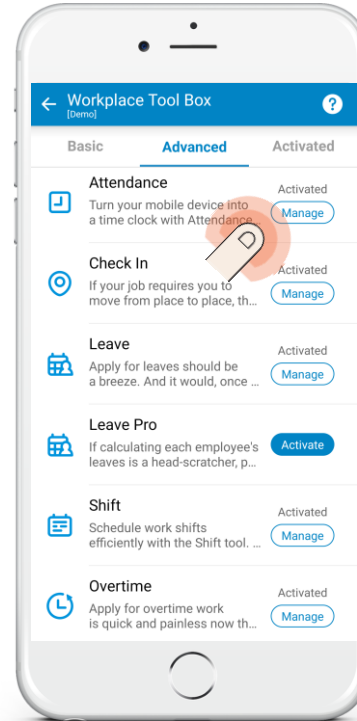 Workplace Tool Box
[Demo]
?
Basic
Advanced
Activated
Attendance
Turn your mobile device into
a time clock with Attendance...
Activated
Manage
Check In
If your job requires you to
move from place to place, th...
Activated
Manage
Leave
Apply for leaves should be
a breeze. And it would, once ...
Activated
Manage
Leave Pro
If calculating each employee's
leaves is a head-scratcher, p...
Activate
Shift
Schedule work shifts
efficiently with the Shift tool. ...
Activated
Manage
Overtime
Apply for overtime work
is quick and painless now th...
Activated
Manage